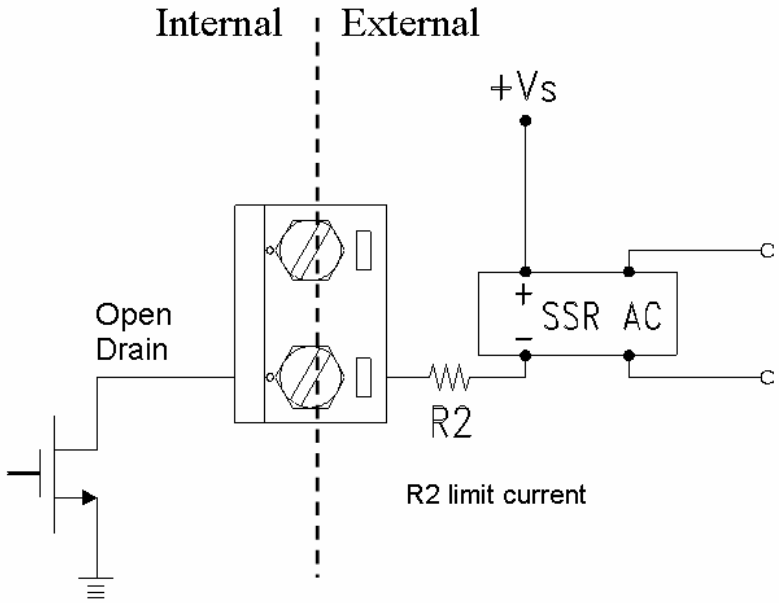 Internal
External
+Vs
+
SSR AC
-
Open
Drain
R2
R2 limit current